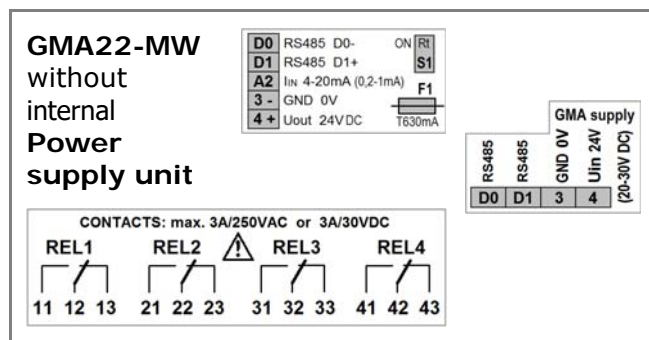 GMA22-MW
without
internal
Power
supply unit
D0 RS485 D0- ON Rt
D1 RS485 D1+ S1
A2 IIN 4-20mA (0,2-1mA) F1
3 - GND 0V
4 + Uout 24VDC T630mA
GMA supply
RS485
RS485
GND 0V
Uin 24V
(20-30V DC)
D0 D1 3 4
CONTACTS: max. 3A/250VAC or 3A/30VDC
REL1 REL2 REL3 REL4
11 12 13 21 22 23 31 32 33 41 42 43